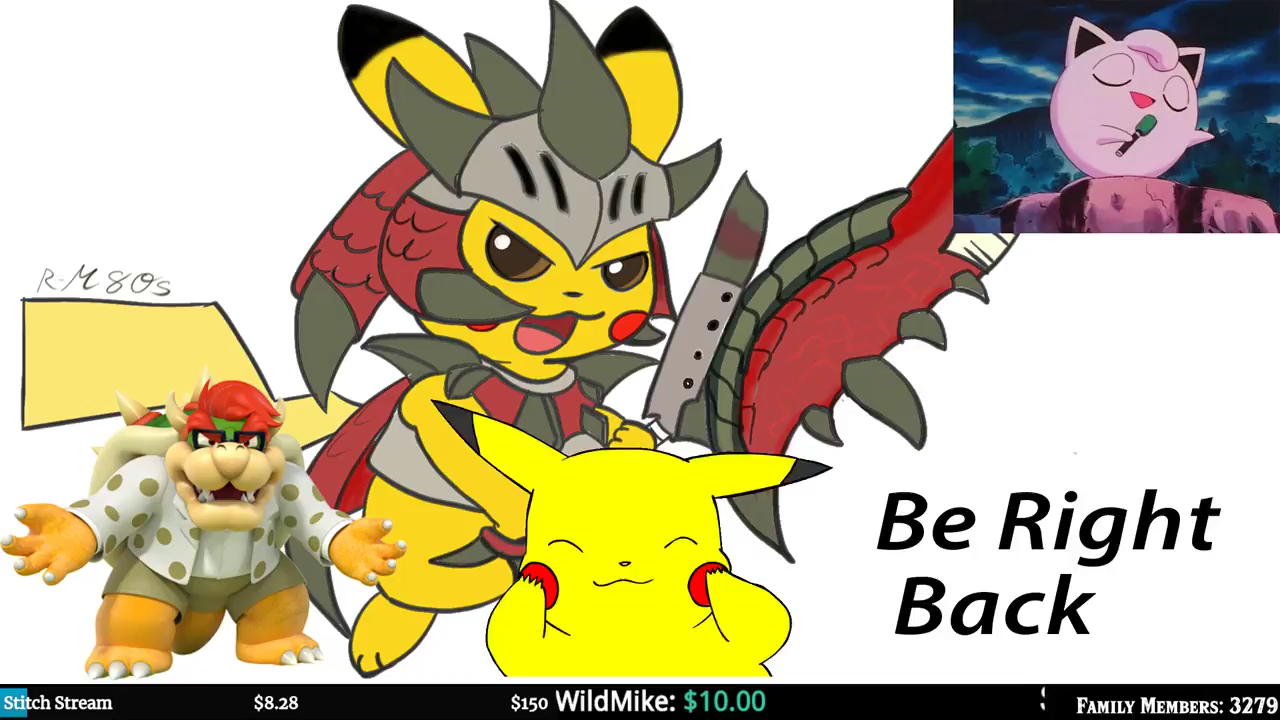 R-M80s
Be Right
Back
Stitch Stream $8.28 $150 WildMike: $10.00 Family Members: 3279